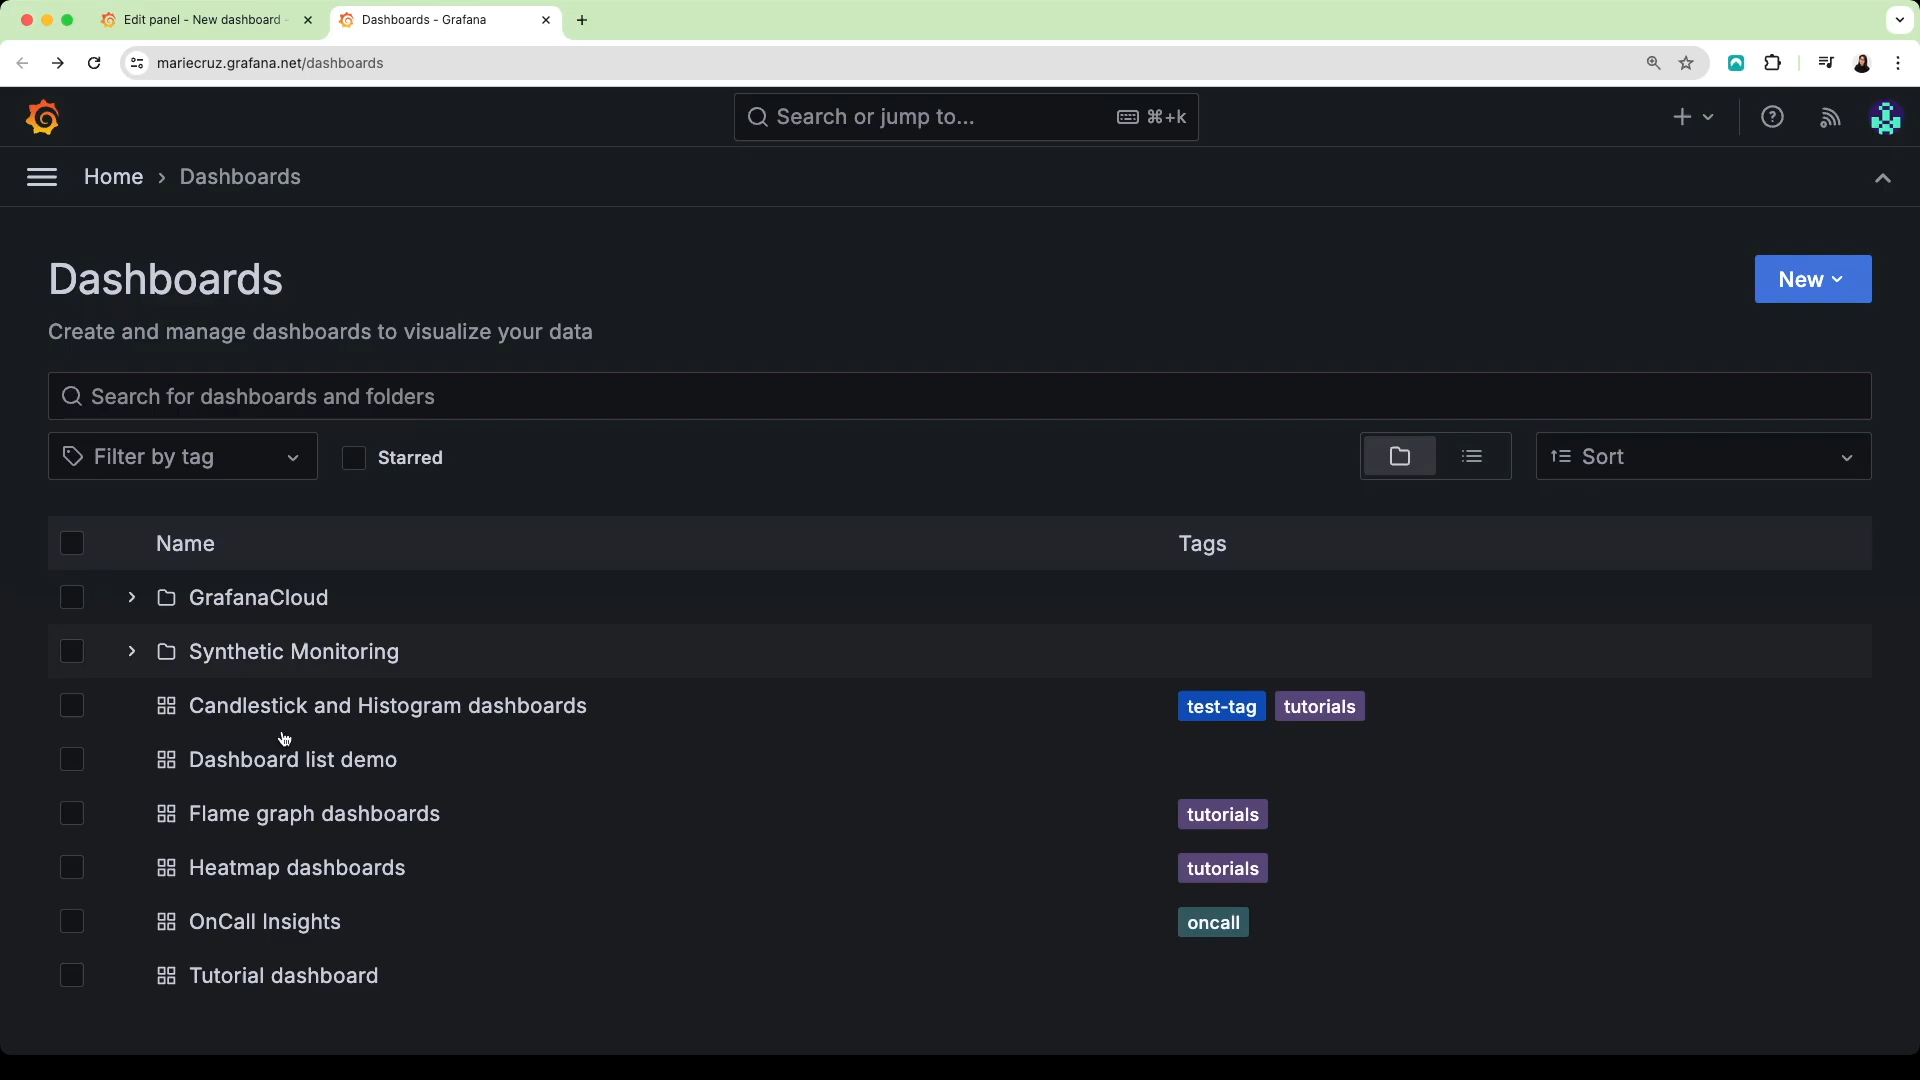 Edit panel - New dashboard -
Dashboards - Grafana
mariecruz.grafana.net/dashboards
Search or jump to... ⌘+k
Home › Dashboards
Dashboards
New
Create and manage dashboards to visualize your data
Search for dashboards and folders
Filter by tag
Starred
Sort
Name Tags
GrafanaCloud
Synthetic Monitoring
Candlestick and Histogram dashboards test-tag tutorials
Dashboard list demo
Flame graph dashboards tutorials
Heatmap dashboards tutorials
OnCall Insights oncall
Tutorial dashboard